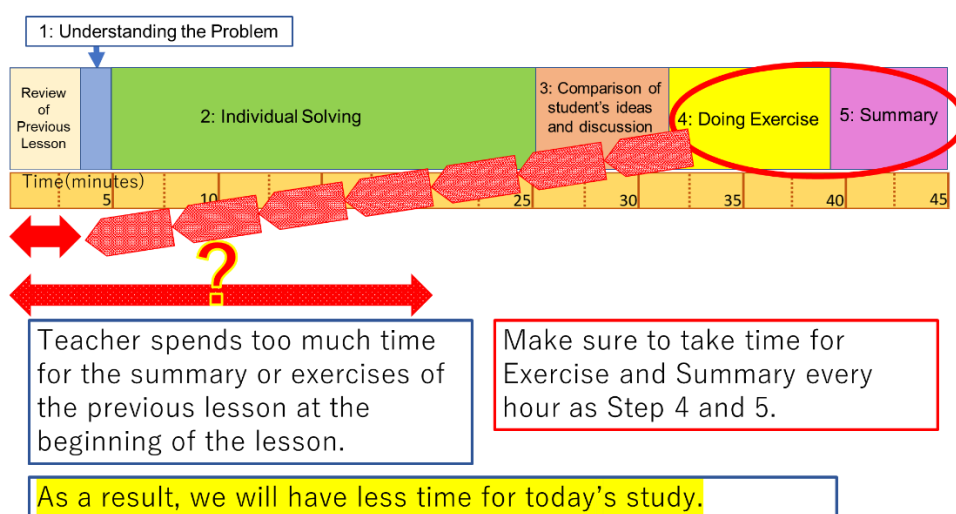 1: Understanding the Problem
Review
of
Previous
Lesson
2: Individual Solving
3: Comparison of
student's ideas
and discussion
4: Doing Exercise
5: Summary
Time(minutes)
5
10
25
30
35
40
45
?
Teacher spends too much time
for the summary or exercises of
the previous lesson at the
beginning of the lesson.
Make sure to take time for
Exercise and Summary every
hour as Step 4 and 5.
As a result, we will have less time for today's study.